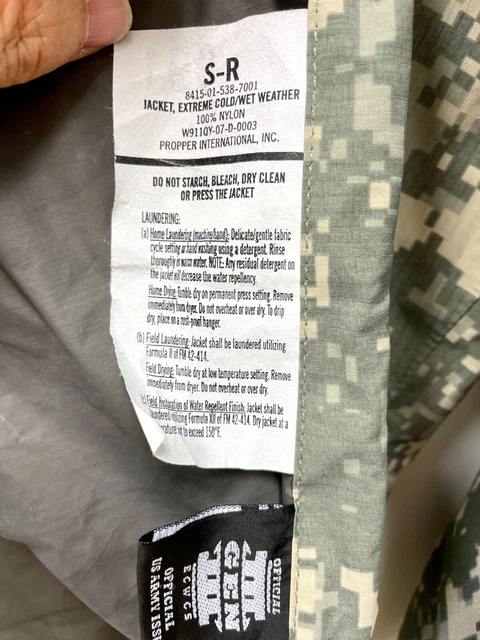 S-R
8415-01-538-7001
JACKET, EXTREME COLD/WET WEATHER
100% NYLON
W911QY-07-D-0003
PROPPER INTERNATIONAL, INC.
DO NOT STARCH, BLEACH, DRY CLEAN
OR PRESS THE JACKET
LAUNDERING:
(a) Home Laundering (machine/hand): Delicate/gentle fabric
cycle setting or hand washing using a detergent. Rinse
thoroughly in warm water. NOTE: Any residual detergent on
the jacket will decrease the water repellency.
Home Drying: Tumble dry on permanent press setting. Remove
immediately from dryer. Do not overheat or over dry. To drip
dry, place on a rust-proof hanger.
(b) Field Laundering: Jacket shall be laundered utilizing
Formula II of FM 42-414.
Field Drying: Tumble dry at low temperature setting. Remove
immediately from dryer. Do not overheat or over dry.
Field Restoration of Water Repellent Finish: Jacket shall be
laundered utilizing Formula XII of FM 42-414. Dry jacket at a
not to exceed 150°F.
OFFICIAL
GEN III
ECWCS
OFFICIAL
US ARMY ISS